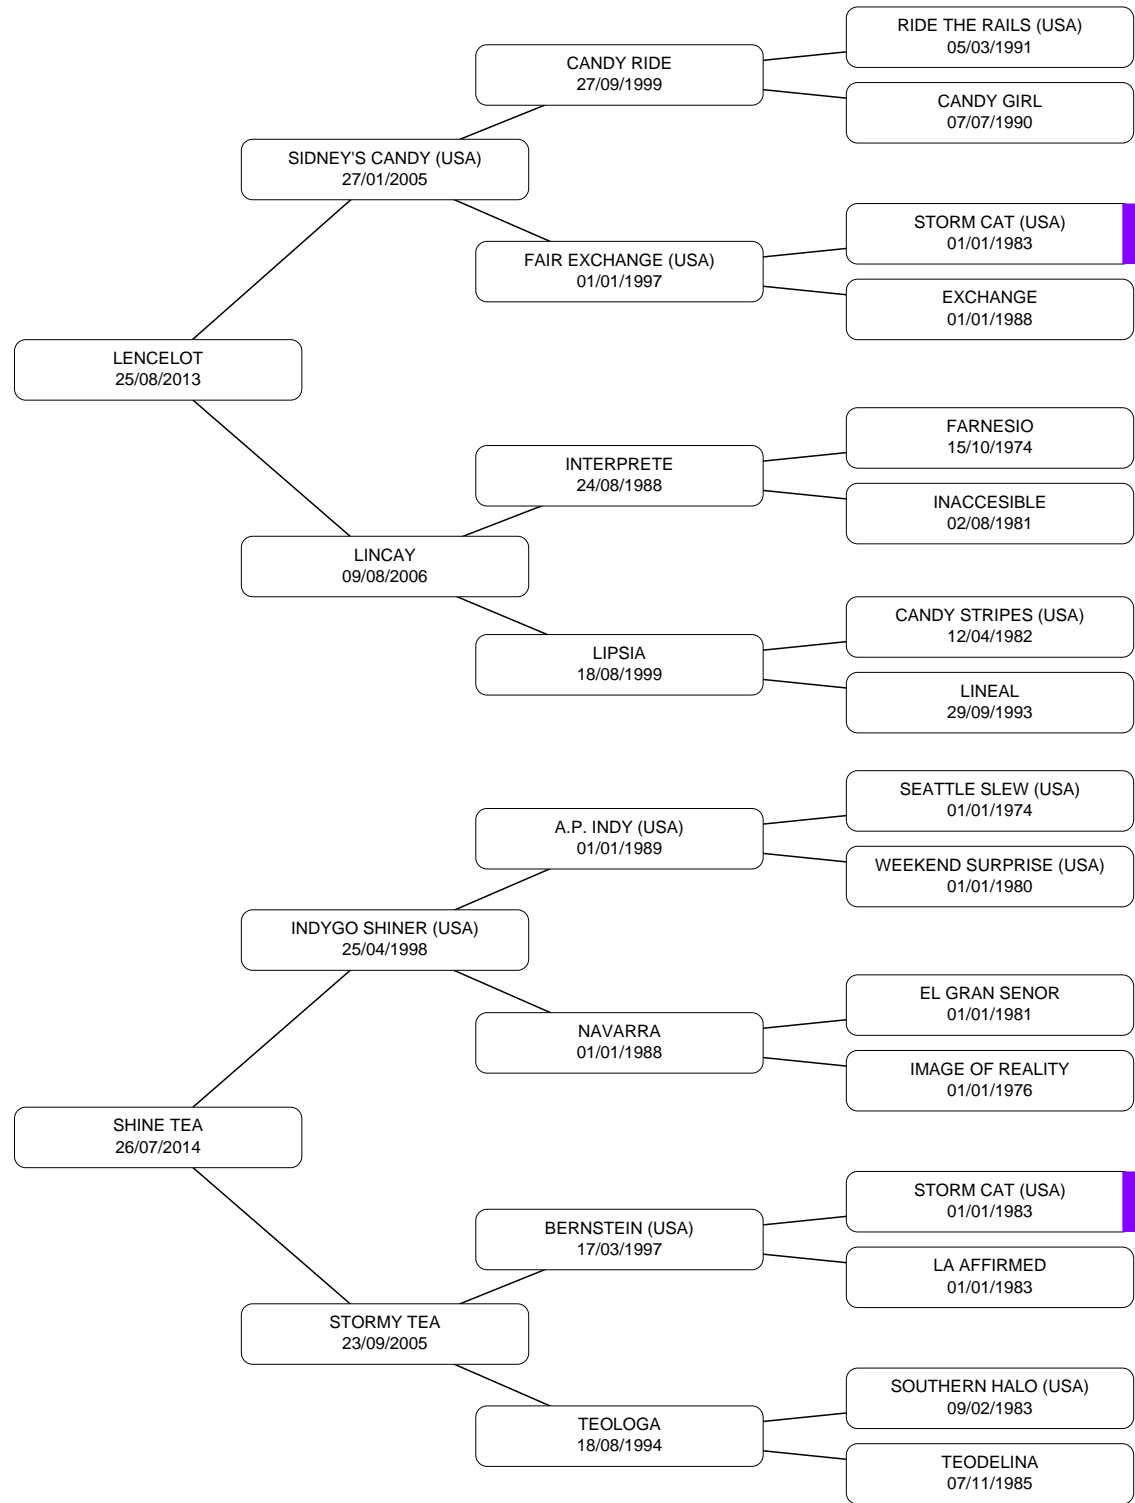 RIDE THE RAILS (USA)
05/03/1991
CANDY RIDE
27/09/1999
CANDY GIRL
07/07/1990
SIDNEY'S CANDY (USA)
27/01/2005
STORM CAT (USA)
01/01/1983
FAIR EXCHANGE (USA)
01/01/1997
EXCHANGE
01/01/1988
LENCELOT
25/08/2013
FARNESIO
15/10/1974
INTERPRETE
24/08/1988
INACCESIBLE
02/08/1981
LINCAY
09/08/2006
CANDY STRIPES (USA)
12/04/1982
LIPSIA
18/08/1999
LINEAL
29/09/1993
SEATTLE SLEW (USA)
01/01/1974
A.P. INDY (USA)
01/01/1989
WEEKEND SURPRISE (USA)
01/01/1980
INDYGO SHINER (USA)
25/04/1998
EL GRAN SENOR
01/01/1981
NAVARRA
01/01/1988
IMAGE OF REALITY
01/01/1976
SHINE TEA
26/07/2014
STORM CAT (USA)
01/01/1983
BERNSTEIN (USA)
17/03/1997
LA AFFIRMED
01/01/1983
STORMY TEA
23/09/2005
SOUTHERN HALO (USA)
09/02/1983
TEOLOGA
18/08/1994
TEODELINA
07/11/1985